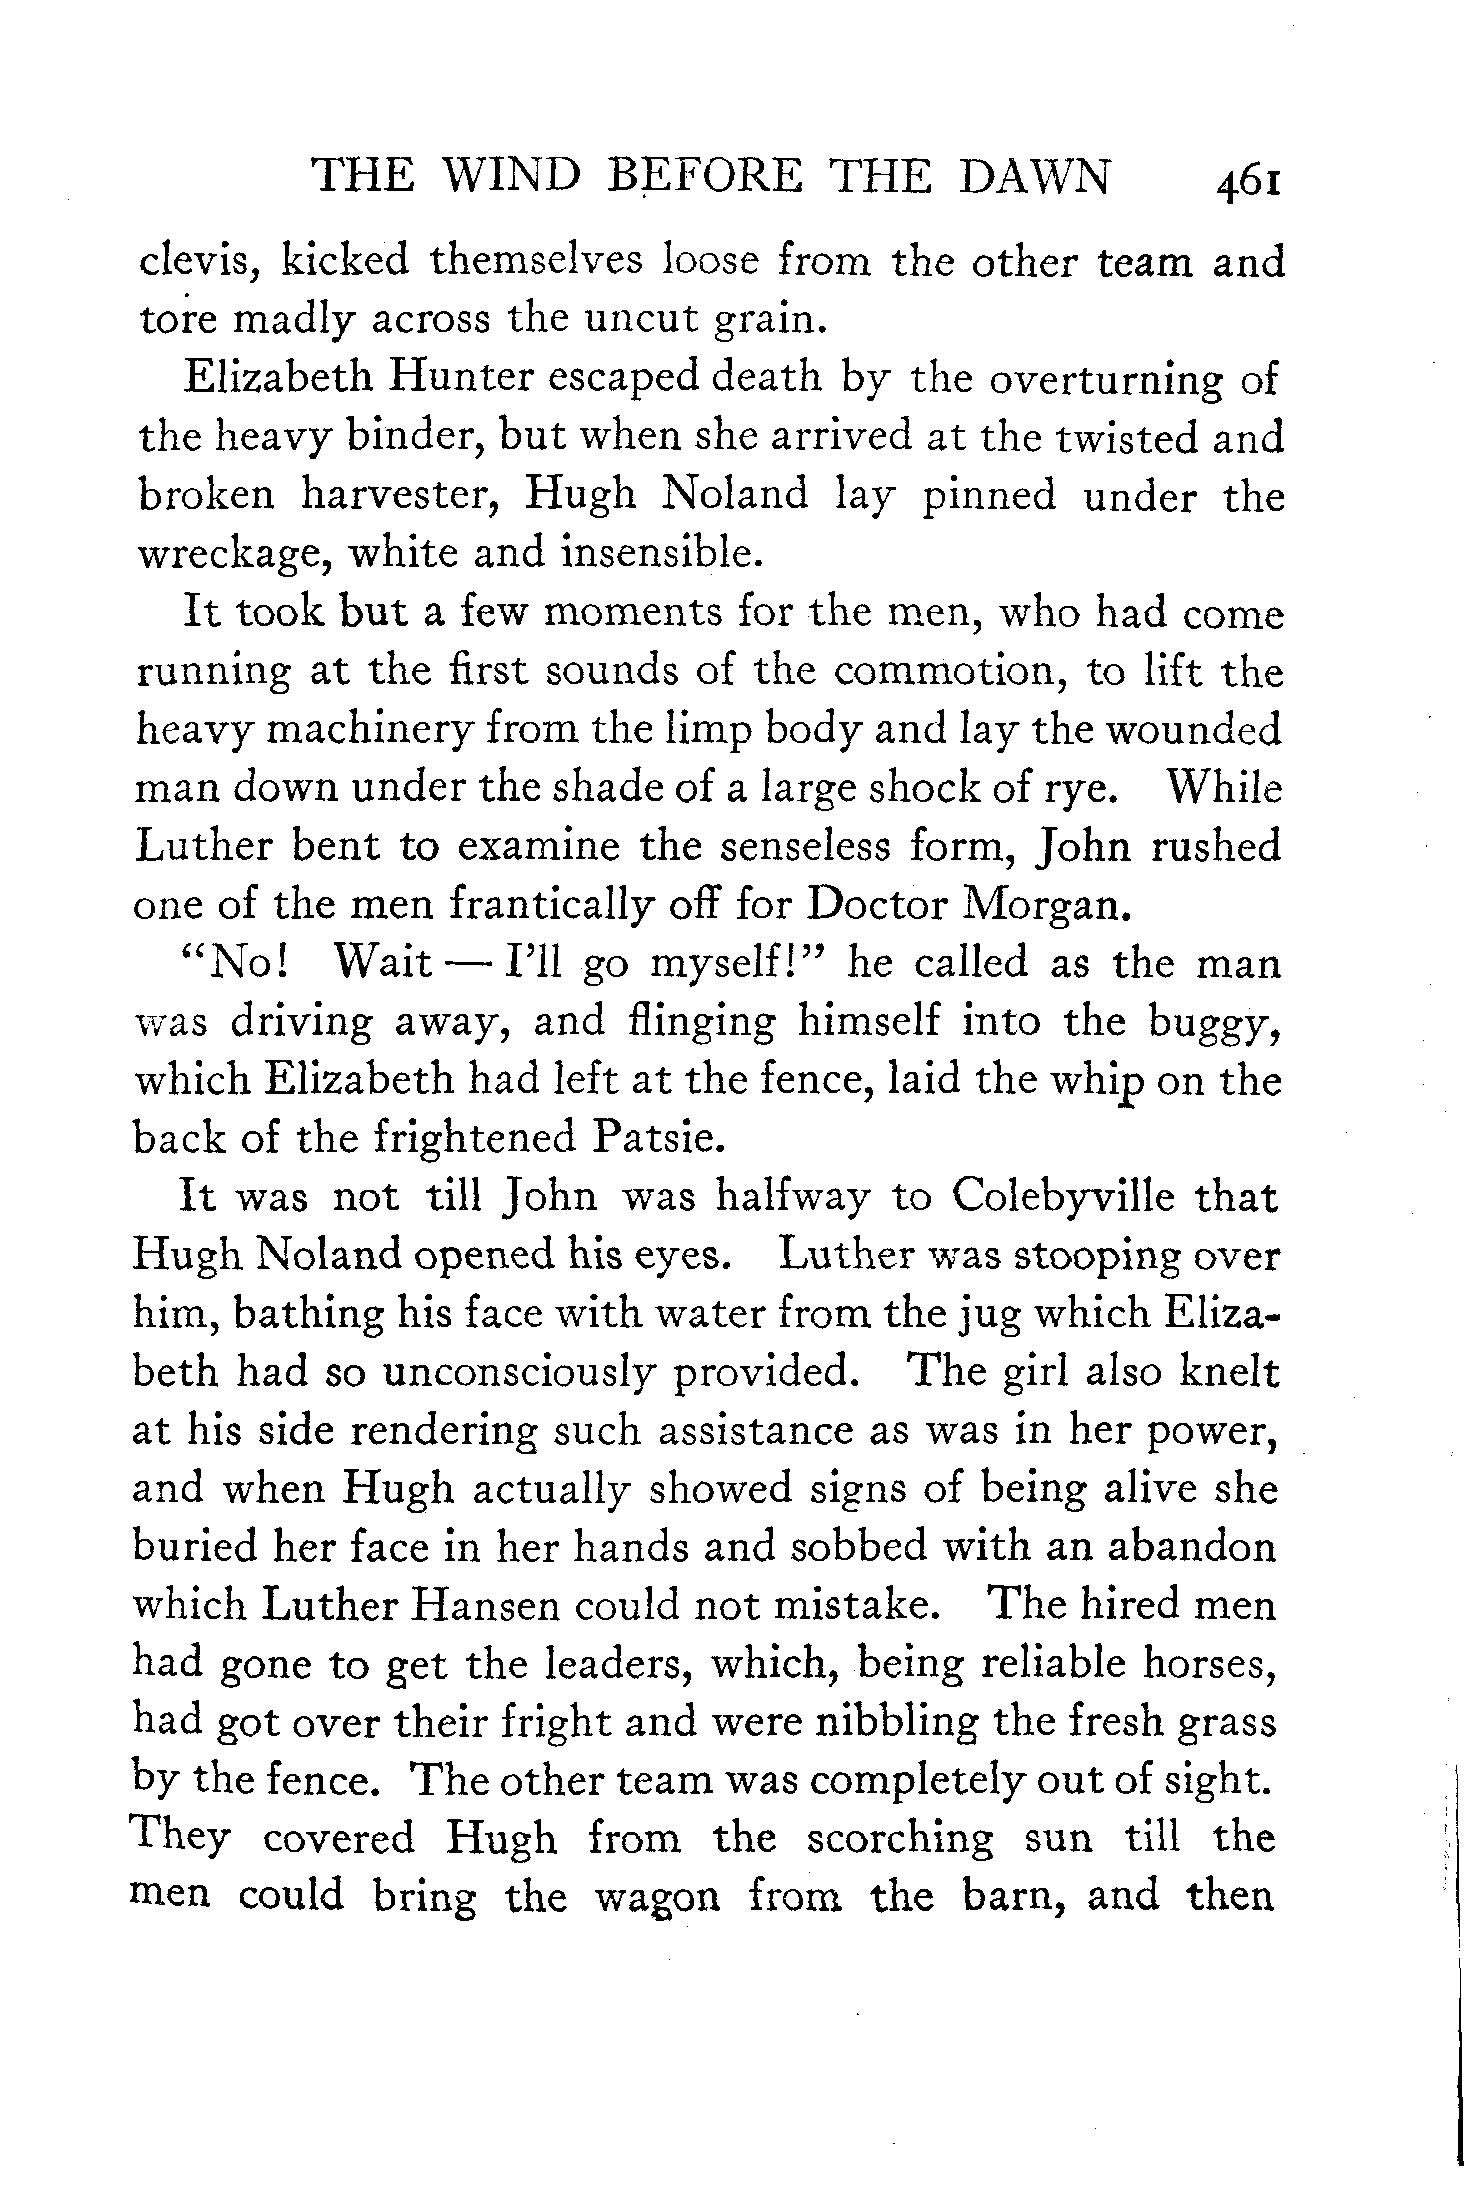 THE WIND BEFORE THE DAWN 461
clevis, kicked themselves loose from the other team and
tore madly across the uncut grain.
Elizabeth Hunter escaped death by the overturning of
the heavy binder, but when she arrived at the twisted and
broken harvester, Hugh Noland lay pinned under the
wreckage, white and insensible.
It took but a few moments for the men, who had come
running at the first sounds of the commotion, to lift the
heavy machinery from the limp body and lay the wounded
man down under the shade of a large shock of rye. While
Luther bent to examine the senseless form, John rushed
one of the men frantically off for Doctor Morgan.
“No! Wait — I’ll go myself!” he called as the man
was driving away, and flinging himself into the buggy,
which Elizabeth had left at the fence, laid the whip on the
back of the frightened Patsie.
It was not till John was halfway to Colebyville that
Hugh Noland opened his eyes. Luther was stooping over
him, bathing his face with water from the jug which Eliza-
beth had so unconsciously provided. The girl also knelt
at his side rendering such assistance as was in her power,
and when Hugh actually showed signs of being alive she
buried her face in her hands and sobbed with an abandon
which Luther Hansen could not mistake. The hired men
had gone to get the leaders, which, being reliable horses,
had got over their fright and were nibbling the fresh grass
by the fence. The other team was completely out of sight.
They covered Hugh from the scorching sun till the
men could bring the wagon from the barn, and then